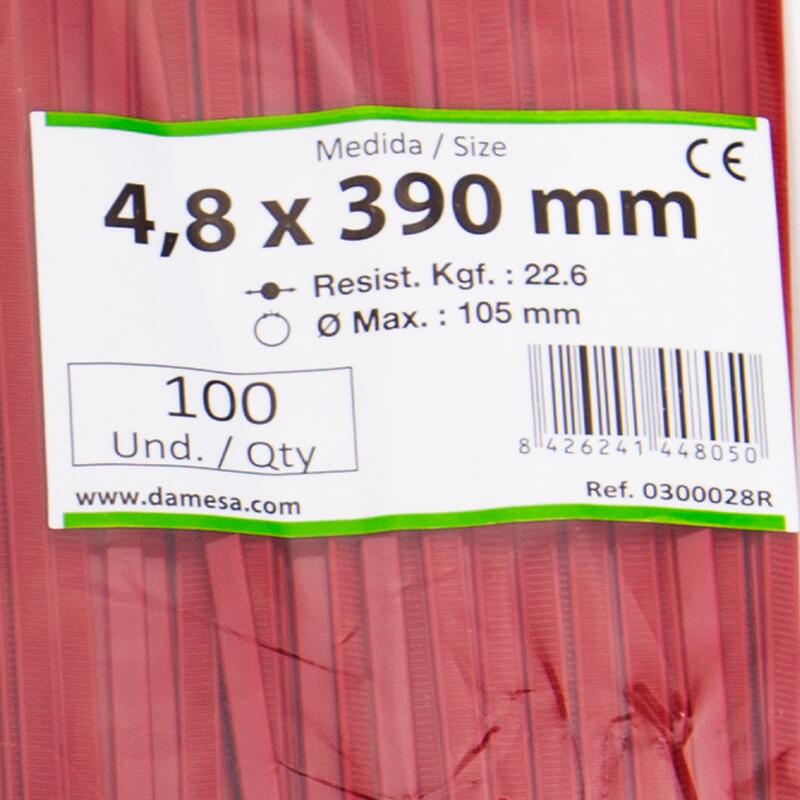 Medida / Size
CE
4,8 x 390 mm
Resist. Kgf. : 22.6
Ø Max. : 105 mm
100
Und. / Qty
8 426241 448050
www.damesa.com
Ref. 0300028R